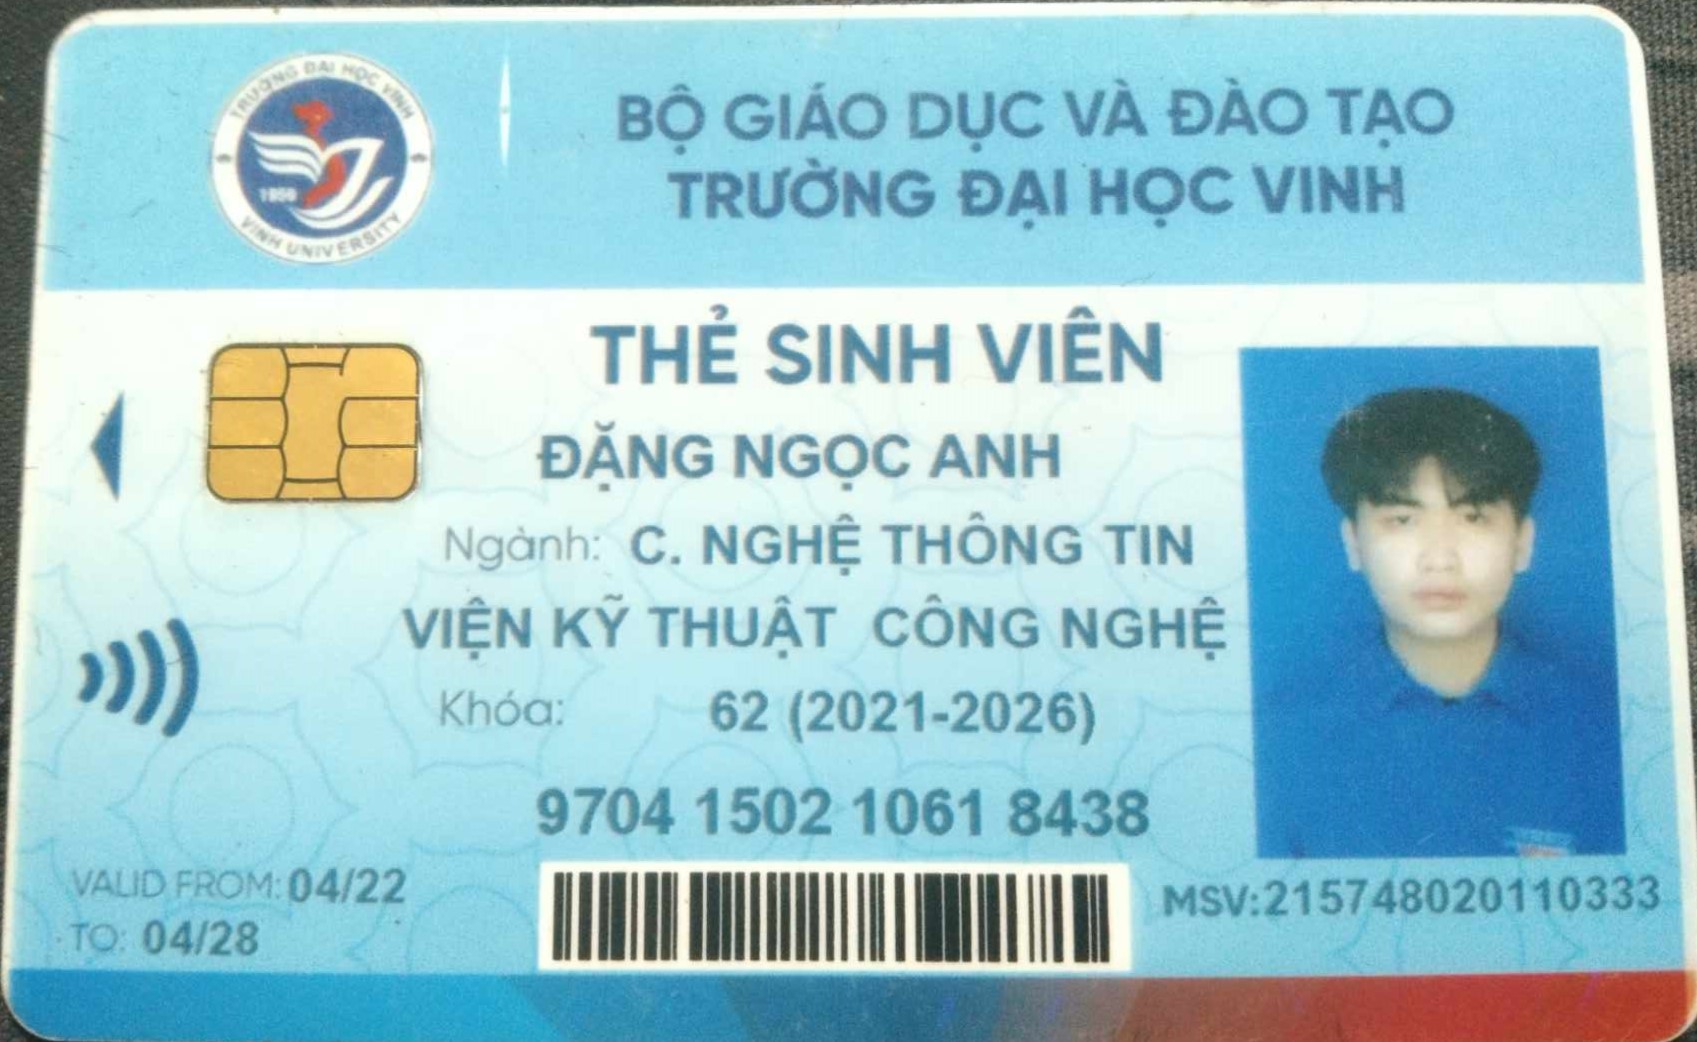 TRƯỜNG ĐẠI HỌC VINH
1959
VINH UNIVERSITY
BỘ GIÁO DỤC VÀ ĐÀO TẠO
TRƯỜNG ĐẠI HỌC VINH
THẺ SINH VIÊN
ĐẶNG NGỌC ANH
Ngành: C. NGHỆ THÔNG TIN
VIỆN KỸ THUẬT CÔNG NGHỆ
Khóa: 62 (2021-2026)
9704 1502 1061 8438
VALID FROM: 04/22
TO: 04/28
MSV:215748020110333